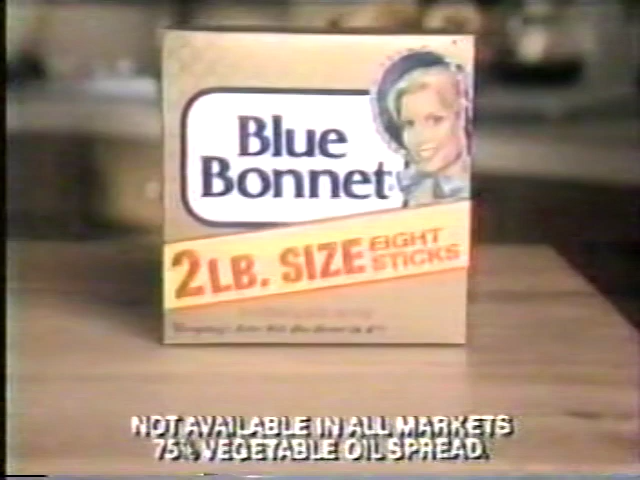 Blue
Bonnet
2 LB. SIZE EIGHT
STICKS
NOT AVAILABLE IN ALL MARKETS
75% VEGETABLE OIL SPREAD.